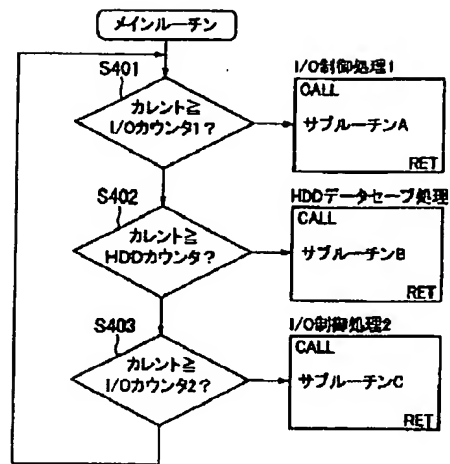 メインルーチン
S401
カレント≧
I/Oカウンタ1?
I/O制御処理1
CALL
サブルーチンA
RET
S402
カレント≧
HDDカウンタ?
HDDデータセーブ処理
CALL
サブルーチンB
RET
S403
カレント≧
I/Oカウンタ2?
I/O制御処理2
CALL
サブルーチンC
RET